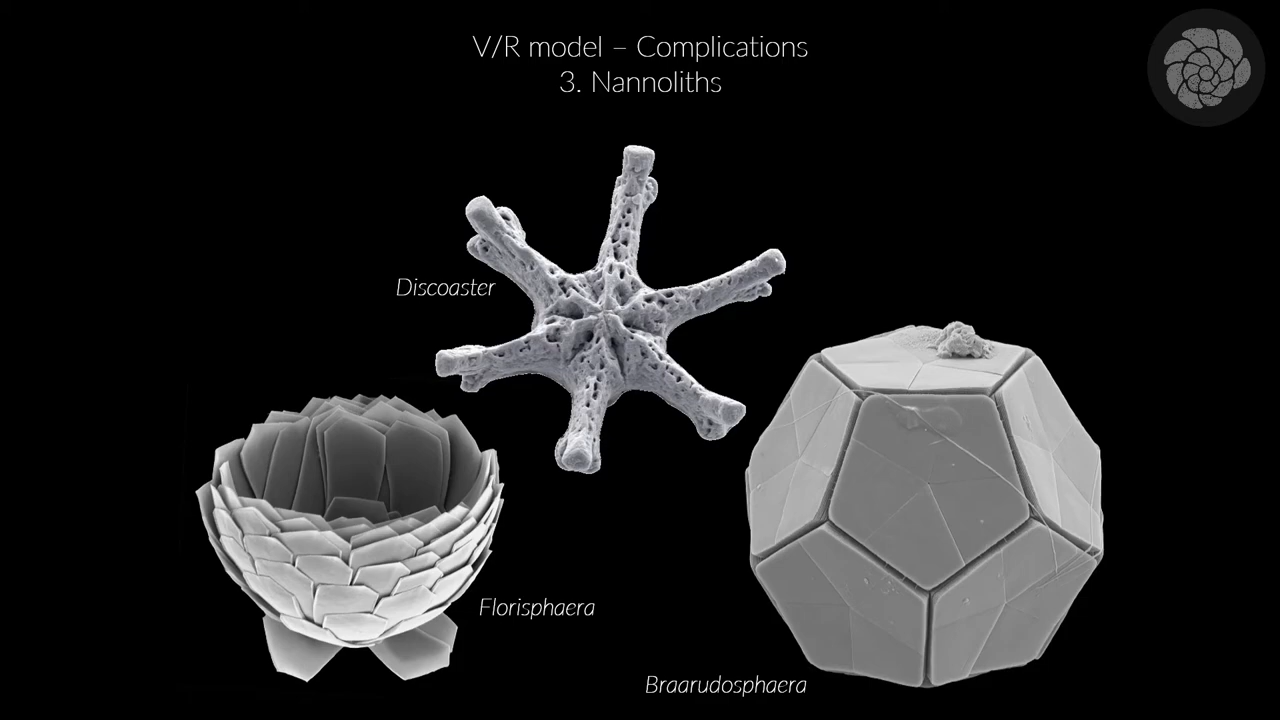 V/R model – Complications
3. Nannoliths
Discoaster
Florisphaera
Braarudosphaera